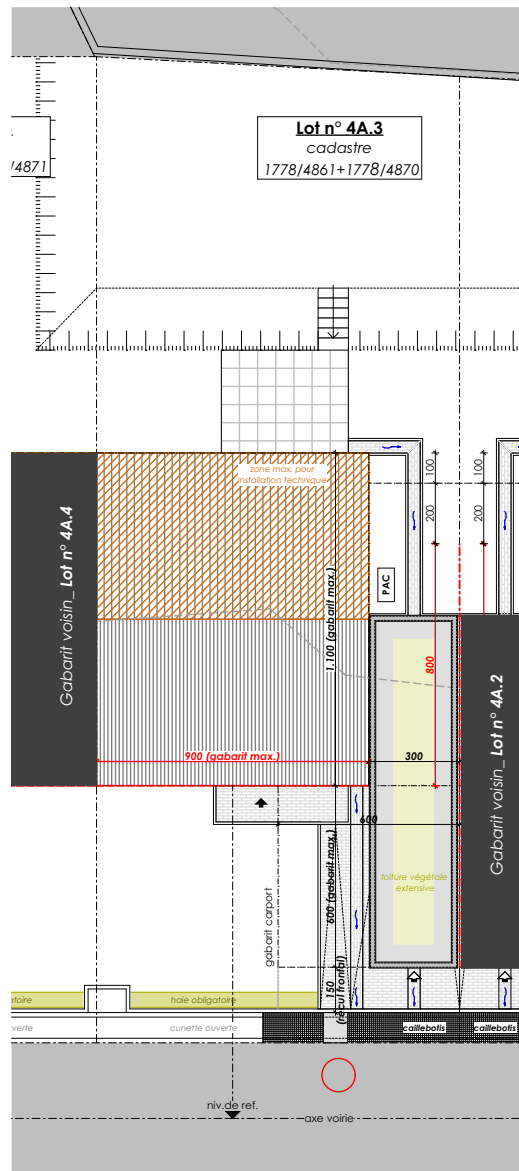 Lot n° 4A.3
cadastre
1778/4861+1778/4870
/4871
zone max. pour
installation technique
100
100
200
200
PAC
Gabarit voisin_ Lot n° 4A.4
1.100 (gabarit max.)
800
900 (gabarit max.)
300
Gabarit voisin_ Lot n° 4A.2
600
600 (gabarit max.)
toiture végétale
extensive
gabarit carport
150
(recul frontal)
atoire
haie obligatoire
verte
cunette ouverte
caillebotis
caillebotis
niv.de ref.
axe voirie